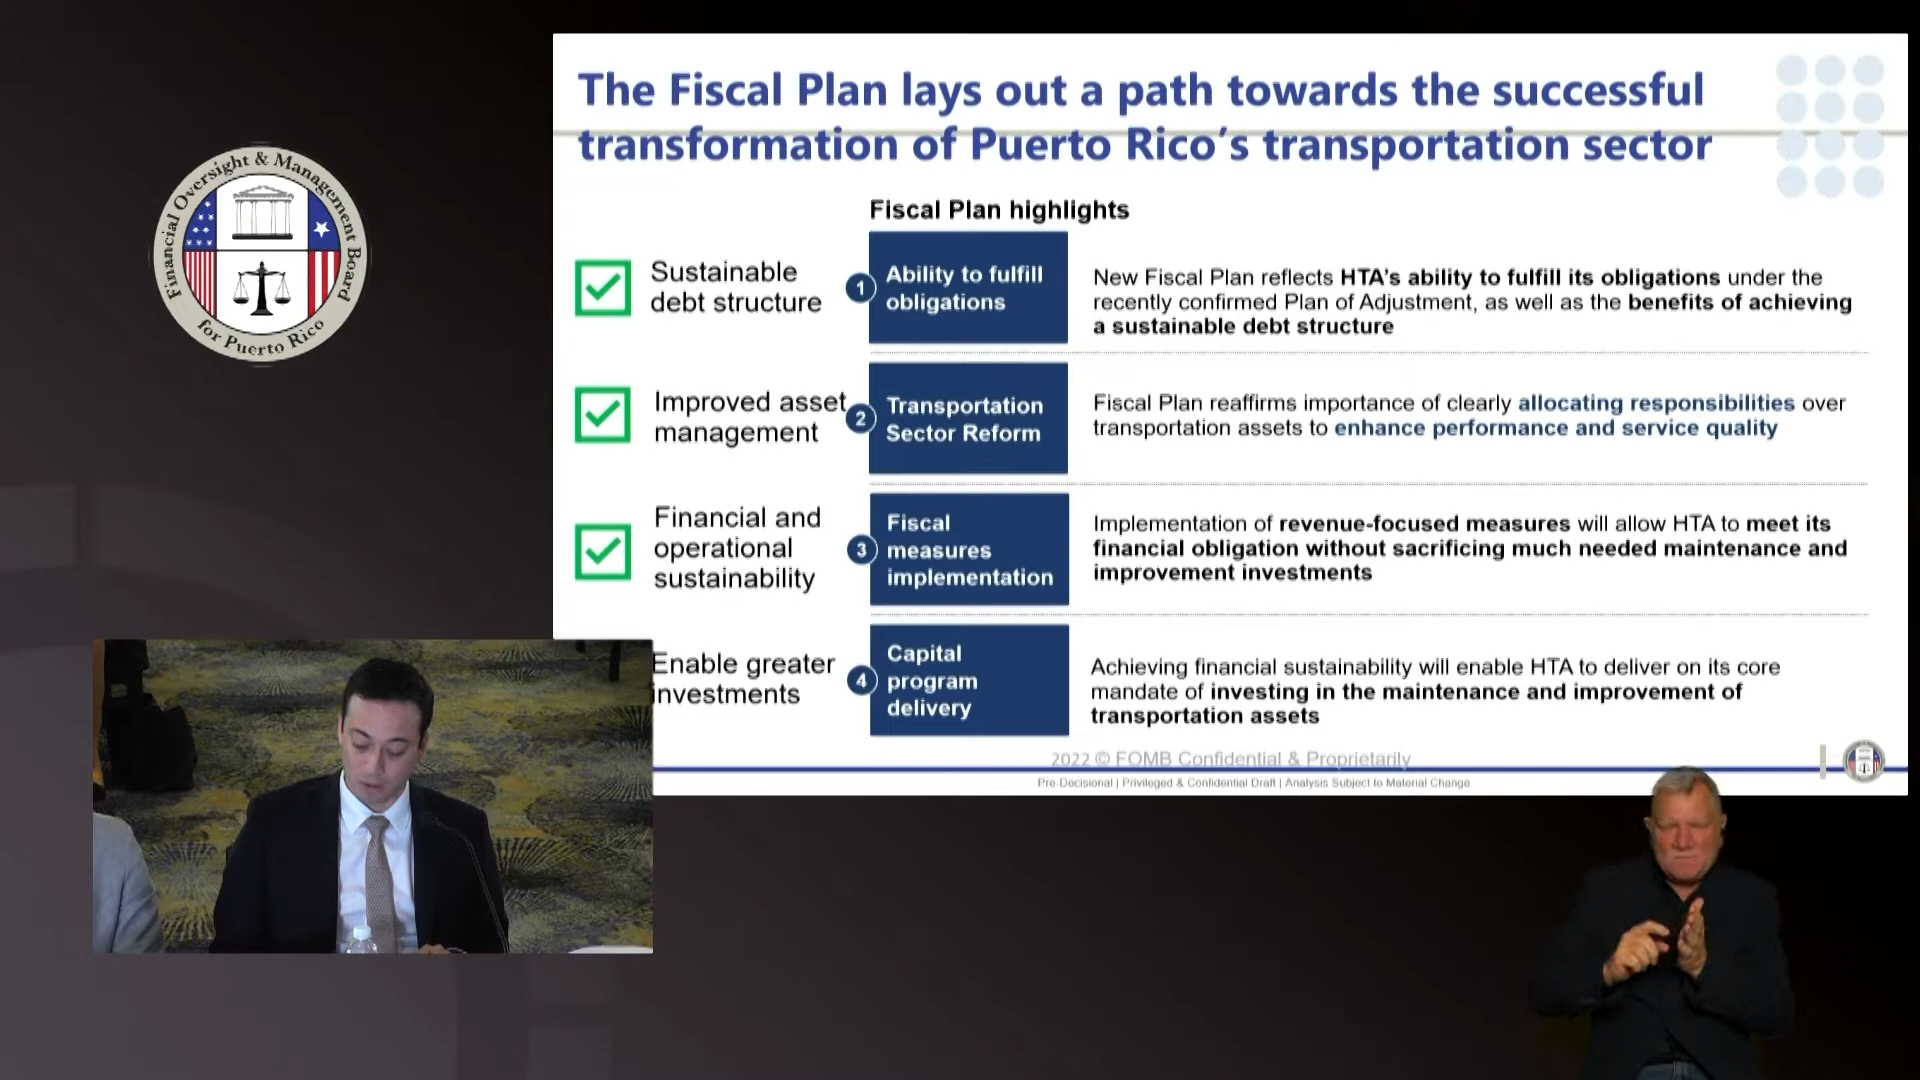 Financial Oversight & Management Board
for Puerto Rico
The Fiscal Plan lays out a path towards the successful
transformation of Puerto Rico's transportation sector
Fiscal Plan highlights
Sustainable
debt structure
1
Ability to fulfill
obligations
New Fiscal Plan reflects HTA's ability to fulfill its obligations under the
recently confirmed Plan of Adjustment, as well as the benefits of achieving
a sustainable debt structure
Improved asset
management
2
Transportation
Sector Reform
Fiscal Plan reaffirms importance of clearly allocating responsibilities over
transportation assets to enhance performance and service quality
Financial and
operational
sustainability
3
Fiscal
measures
implementation
Implementation of revenue-focused measures will allow HTA to meet its
financial obligation without sacrificing much needed maintenance and
improvement investments
Enable greater
investments
4
Capital
program
delivery
Achieving financial sustainability will enable HTA to deliver on its core
mandate of investing in the maintenance and improvement of
transportation assets
2022 © FOMB Confidential & Proprietarily
Pre-Decisional | Privileged & Confidential Draft | Analysis Subject to Material Change